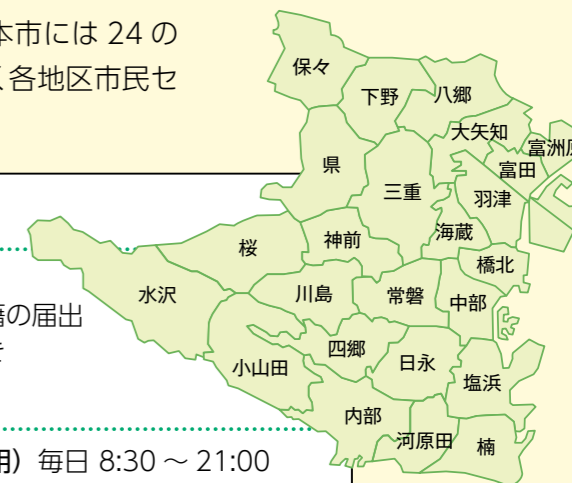 本市には 24 の
各地区市民セ
保々
下野
八郷
大矢知
富洲原
富田
県
三重
羽津
海蔵
桜
神前
橋北
水沢
川島
常磐
中部
四郷
日永
小山田
塩浜
内部
河原田
楠
の届出
毎日 8:30 ~ 21:00